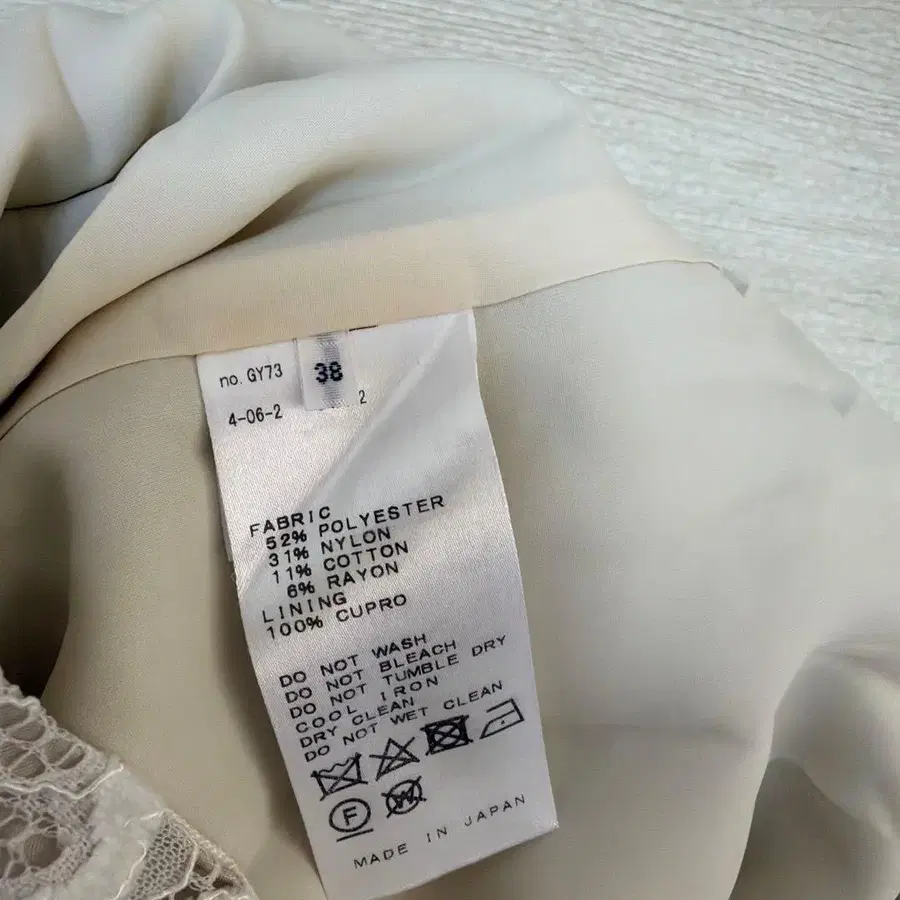 no. GY73
38
4-06-2
2
FABRIC
52% POLYESTER
31% NYLON
11% COTTON
6% RAYON
LINING
100% CUPRO
DO NOT WASH
DO NOT BLEACH
DO NOT TUMBLE DRY
COOL IRON
DRY CLEAN
DO NOT WET CLEAN
F
W
MADE IN JAPAN